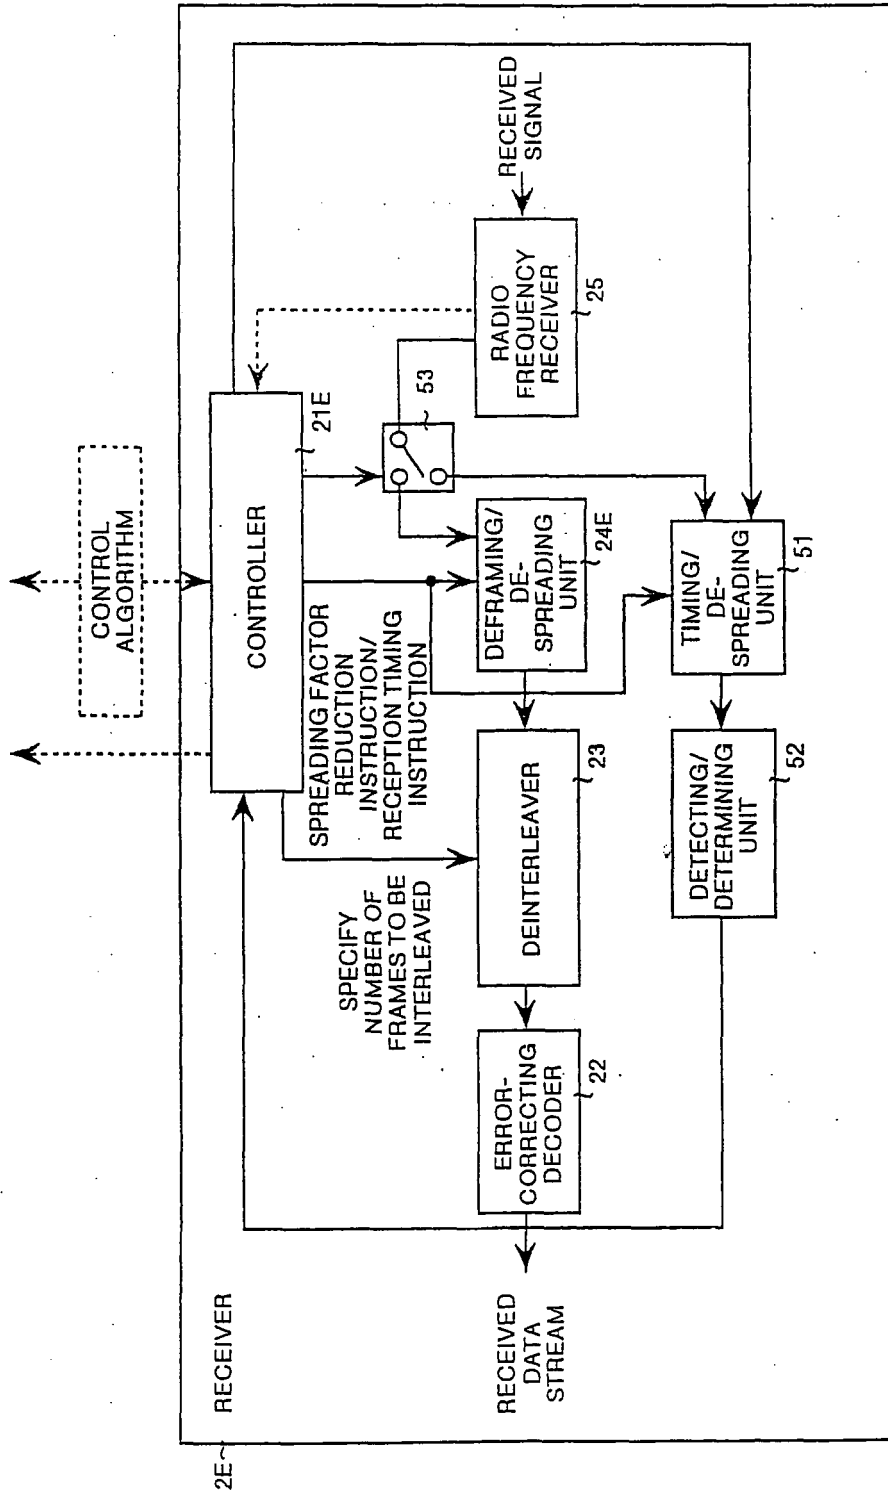 2E
RECEIVER
CONTROL
ALGORITHM
CONTROLLER
21E
SPREADING FACTOR
REDUCTION
INSTRUCTION/
RECEPTION TIMING
INSTRUCTION
SPECIFY
NUMBER OF
FRAMES TO BE
INTERLEAVED
53
RECEIVED
SIGNAL
RADIO
FREQUENCY
RECEIVER
25
DEFRAMING/
DE-
SPREADING
UNIT
24E
DEINTERLEAVER
23
ERROR-
CORRECTING
DECODER
22
RECEIVED
DATA
STREAM
TIMING/
DE-
SPREADING
UNIT
51
DETECTING/
DETERMINING
UNIT
52